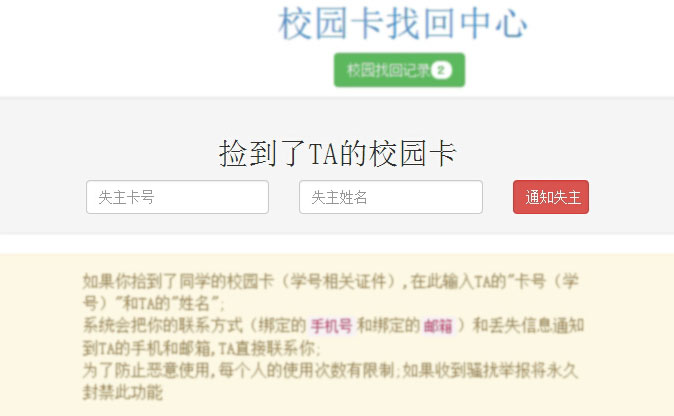 校园卡找回中心
校园找回记录 2
捡到了TA的校园卡
失主卡号 失主姓名 通知失主
如果你拾到了同学的校园卡（学号相关证件）,在此输入TA的"卡号（学
号）"和TA的"姓名";
系统会把你的联系方式（绑定的 手机号 和绑定的 邮箱 ）和丢失信息通知
到TA的手机和邮箱,TA直接联系你;
为了防止恶意使用,每个人的使用次数有限制;如果收到骚扰举报将永久
封禁此功能